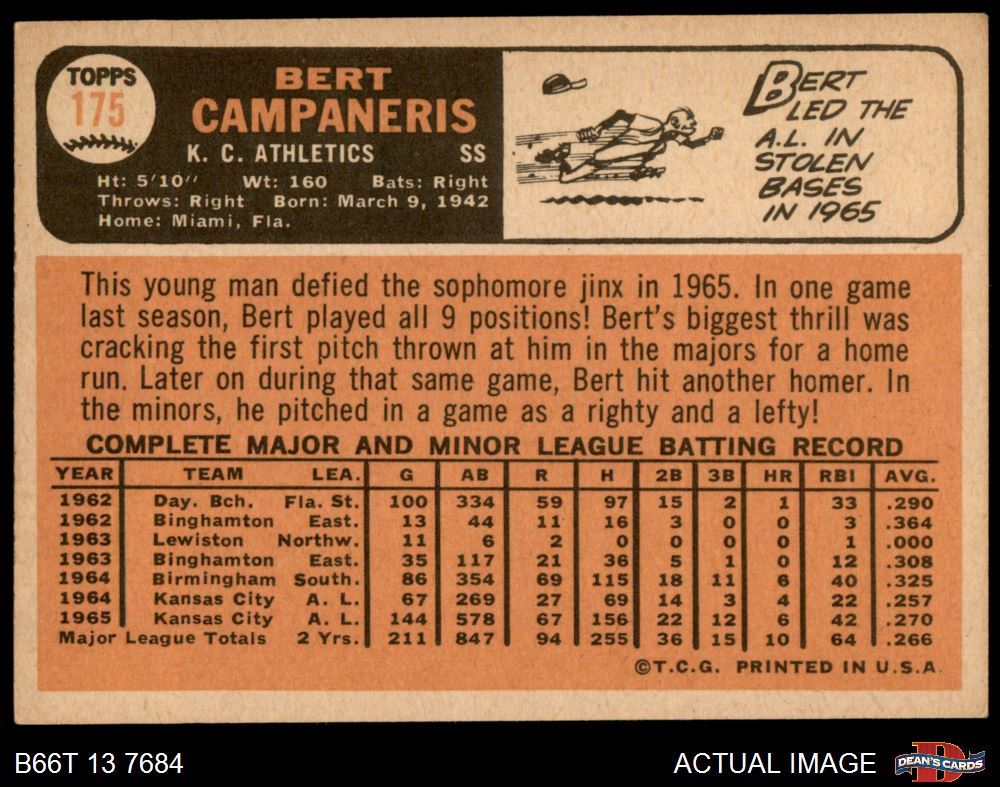 TOPPS
175
BERT
CAMPANERIS
K. C. ATHLETICS SS
Ht: 5'10" Wt: 160 Bats: Right
Throws: Right Born: March 9, 1942
Home: Miami, Fla.
BERT
LED THE
A.L. IN
STOLEN
BASES
IN 1965
This young man defied the sophomore jinx in 1965. In one game
last season, Bert played all 9 positions! Bert's biggest thrill was
cracking the first pitch thrown at him in the majors for a home
run. Later on during that same game, Bert hit another homer. In
the minors, he pitched in a game as a righty and a lefty!
COMPLETE MAJOR AND MINOR LEAGUE BATTING RECORD
YEAR TEAM LEA. G AB R H 2B 3B HR RBI AVG.
1962 Day. Bch. Fla. St. 100 334 59 97 15 2 1 33 .290
1962 Binghamton East. 13 44 11 16 3 0 0 3 .364
1963 Lewiston Northw. 11 6 2 0 0 0 0 1 .000
1963 Binghamton East. 35 117 21 36 5 1 0 12 .308
1964 Birmingham South. 86 354 69 115 18 11 6 40 .325
1964 Kansas City A. L. 67 269 27 69 14 3 4 22 .257
1965 Kansas City A. L. 144 578 67 156 22 12 6 42 .270
Major League Totals 2 Yrs. 211 847 94 255 36 15 10 64 .266
©T.C.G. PRINTED IN U.S.A.
B66T 13 7684
ACTUAL IMAGE
DEAN'S CARDS